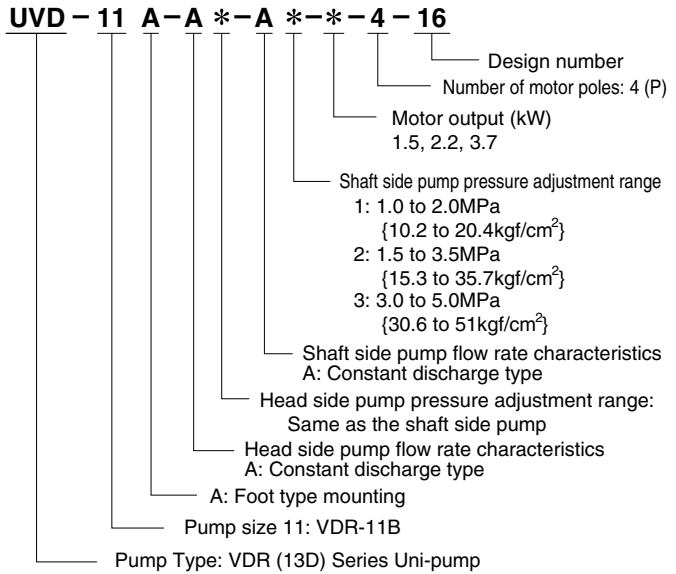 UVD – 11 A – A * – A * – * – 4 – 16
Design number
Number of motor poles: 4 (P)
Motor output (kW)
1.5, 2.2, 3.7
Shaft side pump pressure adjustment range
1: 1.0 to 2.0MPa
{10.2 to 20.4kgf/cm²}
2: 1.5 to 3.5MPa
{15.3 to 35.7kgf/cm²}
3: 3.0 to 5.0MPa
{30.6 to 51kgf/cm²}
Shaft side pump flow rate characteristics
A: Constant discharge type
Head side pump pressure adjustment range:
Same as the shaft side pump
Head side pump flow rate characteristics
A: Constant discharge type
A: Foot type mounting
Pump size 11: VDR-11B
Pump Type: VDR (13D) Series Uni-pump